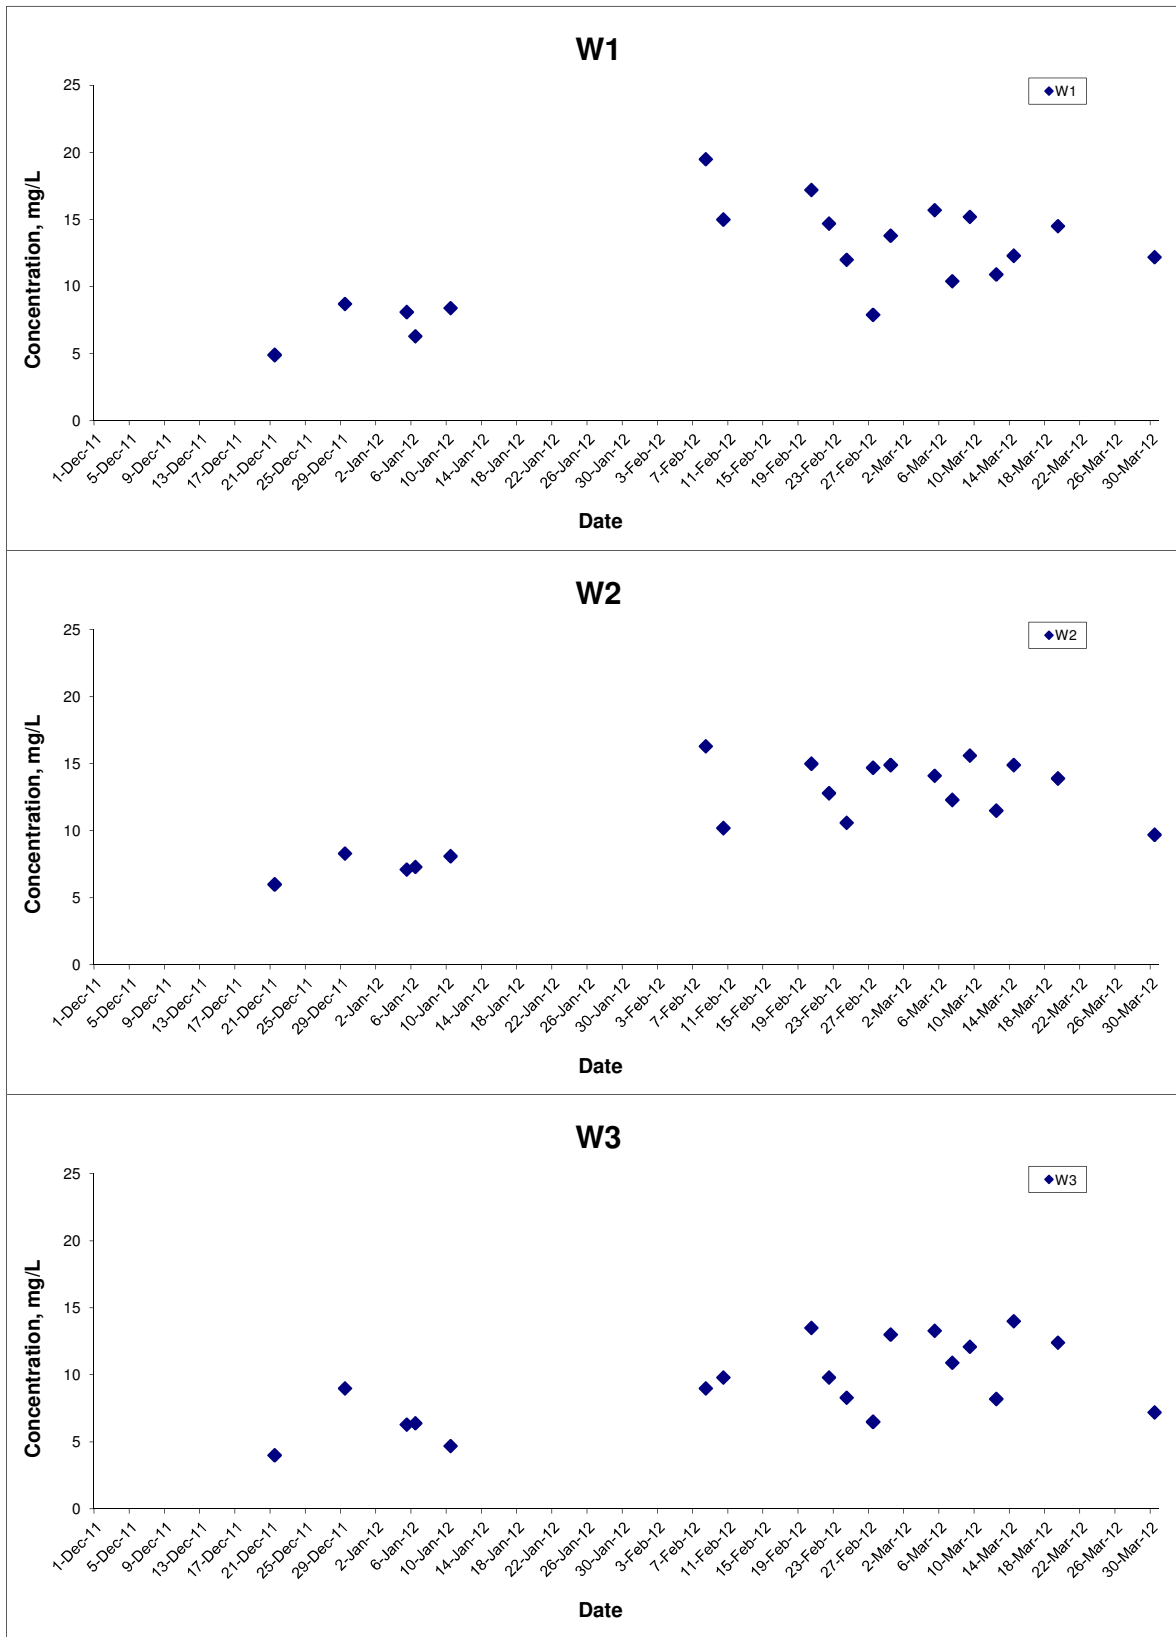 W1
W1
25
20
15
10
5
0
Concentration, mg/L
1-Dec-11
5-Dec-11
9-Dec-11
13-Dec-11
17-Dec-11
21-Dec-11
25-Dec-11
29-Dec-11
2-Jan-12
6-Jan-12
10-Jan-12
14-Jan-12
18-Jan-12
22-Jan-12
26-Jan-12
30-Jan-12
3-Feb-12
7-Feb-12
11-Feb-12
15-Feb-12
19-Feb-12
23-Feb-12
27-Feb-12
2-Mar-12
6-Mar-12
10-Mar-12
14-Mar-12
18-Mar-12
22-Mar-12
26-Mar-12
30-Mar-12
Date
W2
W2
25
20
15
10
5
0
Concentration, mg/L
1-Dec-11
5-Dec-11
9-Dec-11
13-Dec-11
17-Dec-11
21-Dec-11
25-Dec-11
29-Dec-11
2-Jan-12
6-Jan-12
10-Jan-12
14-Jan-12
18-Jan-12
22-Jan-12
26-Jan-12
30-Jan-12
3-Feb-12
7-Feb-12
11-Feb-12
15-Feb-12
19-Feb-12
23-Feb-12
27-Feb-12
2-Mar-12
6-Mar-12
10-Mar-12
14-Mar-12
18-Mar-12
22-Mar-12
26-Mar-12
30-Mar-12
Date
W3
W3
25
20
15
10
5
0
Concentration, mg/L
1-Dec-11
5-Dec-11
9-Dec-11
13-Dec-11
17-Dec-11
21-Dec-11
25-Dec-11
29-Dec-11
2-Jan-12
6-Jan-12
10-Jan-12
14-Jan-12
18-Jan-12
22-Jan-12
26-Jan-12
30-Jan-12
3-Feb-12
7-Feb-12
11-Feb-12
15-Feb-12
19-Feb-12
23-Feb-12
27-Feb-12
2-Mar-12
6-Mar-12
10-Mar-12
14-Mar-12
18-Mar-12
22-Mar-12
26-Mar-12
30-Mar-12
Date